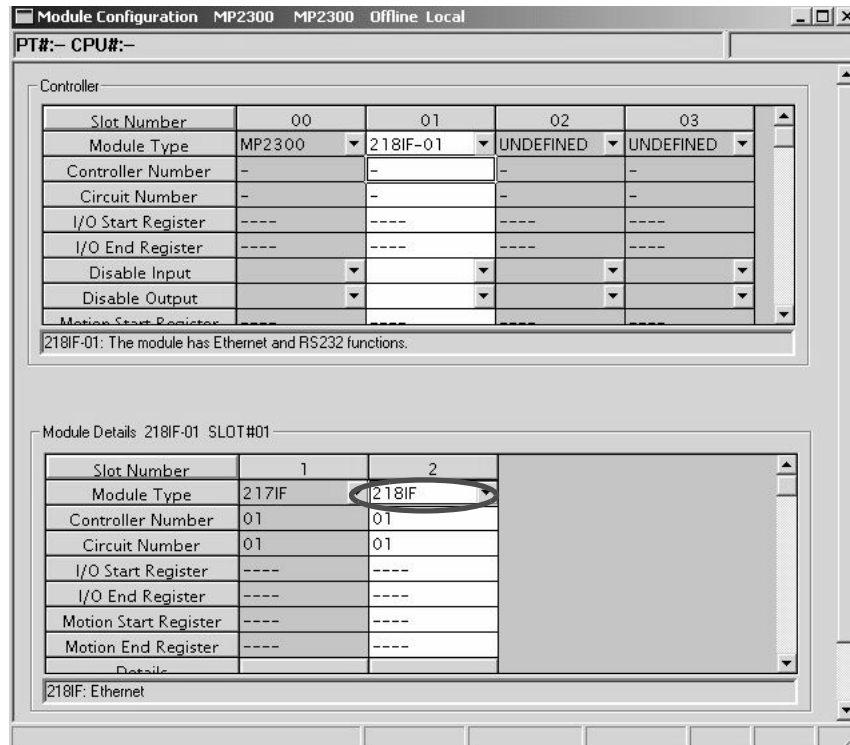 Module Configuration MP2300 MP2300 Offline Local
PT#:– CPU#:–
Controller
Slot Number 00 01 02 03
Module Type MP2300 218IF-01 UNDEFINED UNDEFINED
Controller Number - - - -
Circuit Number - - - -
I/O Start Register ---- ---- ---- ----
I/O End Register ---- ---- ---- ----
Disable Input
Disable Output
Motion Start Register ---- ---- ---- ----
218IF-01: The module has Ethernet and RS232 functions.
Module Details 218IF-01 SLOT#01
Slot Number 1 2
Module Type 217IF 218IF
Controller Number 01 01
Circuit Number 01 01
I/O Start Register ---- ----
I/O End Register ---- ----
Motion Start Register ---- ----
Motion End Register ---- ----
Details
218IF: Ethernet